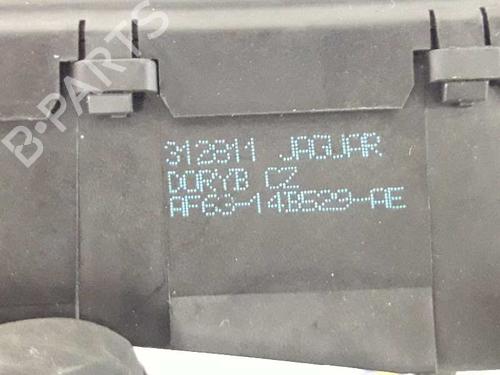 B-PARTS
312811 JAGUAR
DORYB CZ
AF63-14B529-AE